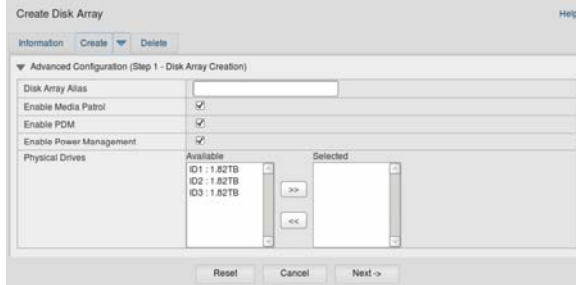 Create Disk Array
Help
Information Create Delete
Advanced Configuration (Step 1 - Disk Array Creation)
Disk Array Alias
Enable Media Patrol
Enable PDM
Enable Power Management
Physical Drives
Available Selected
ID1 : 1.82TB
ID2 : 1.82TB
ID3 : 1.82TB
>>
<<
Reset Cancel Next ->